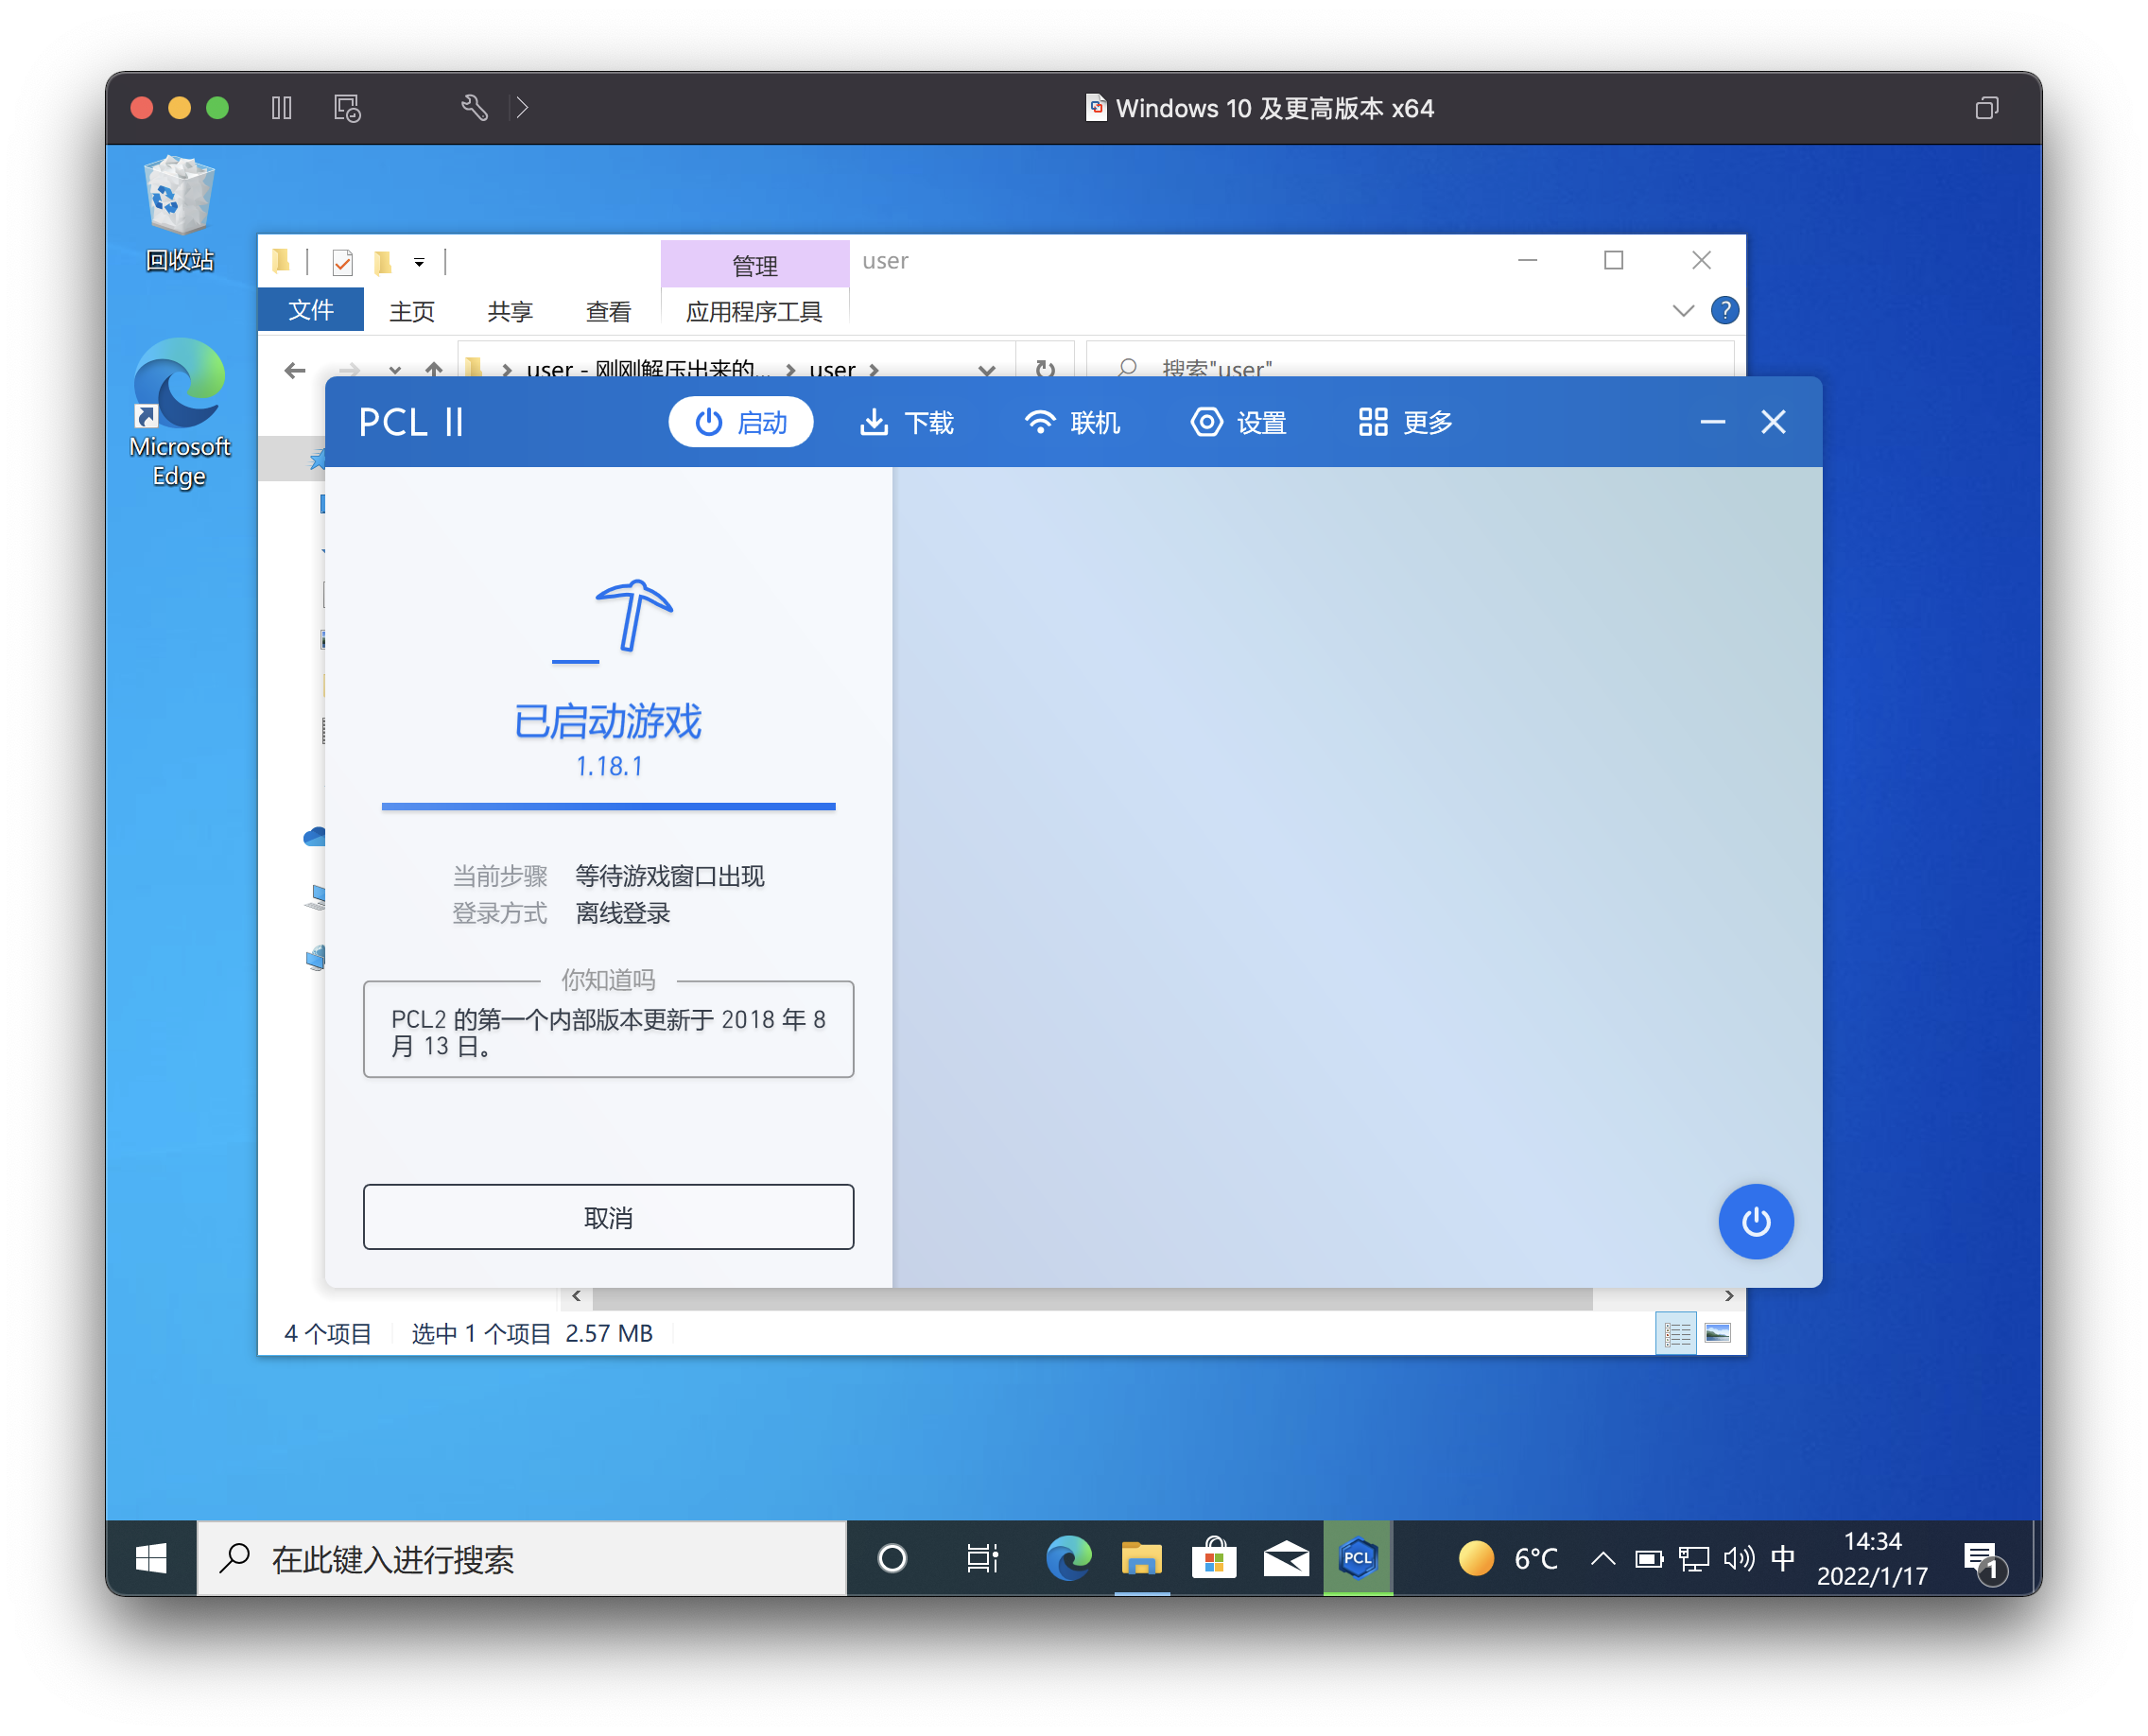 Windows 10 及更高版本 x64
回收站
Microsoft
Edge
管理
user
文件
主页
共享
查看
应用程序工具
user - 刚刚解压出来的...
user
搜索"user"
PCL II
启动
下载
联机
设置
更多
已启动游戏
1.18.1
当前步骤 等待游戏窗口出现
登录方式 离线登录
你知道吗
PCL2 的第一个内部版本更新于 2018 年 8
月 13 日。
取消
4 个项目
选中 1 个项目 2.57 MB
在此键入进行搜索
PCL
6°C
中
14:34
2022/1/17
1